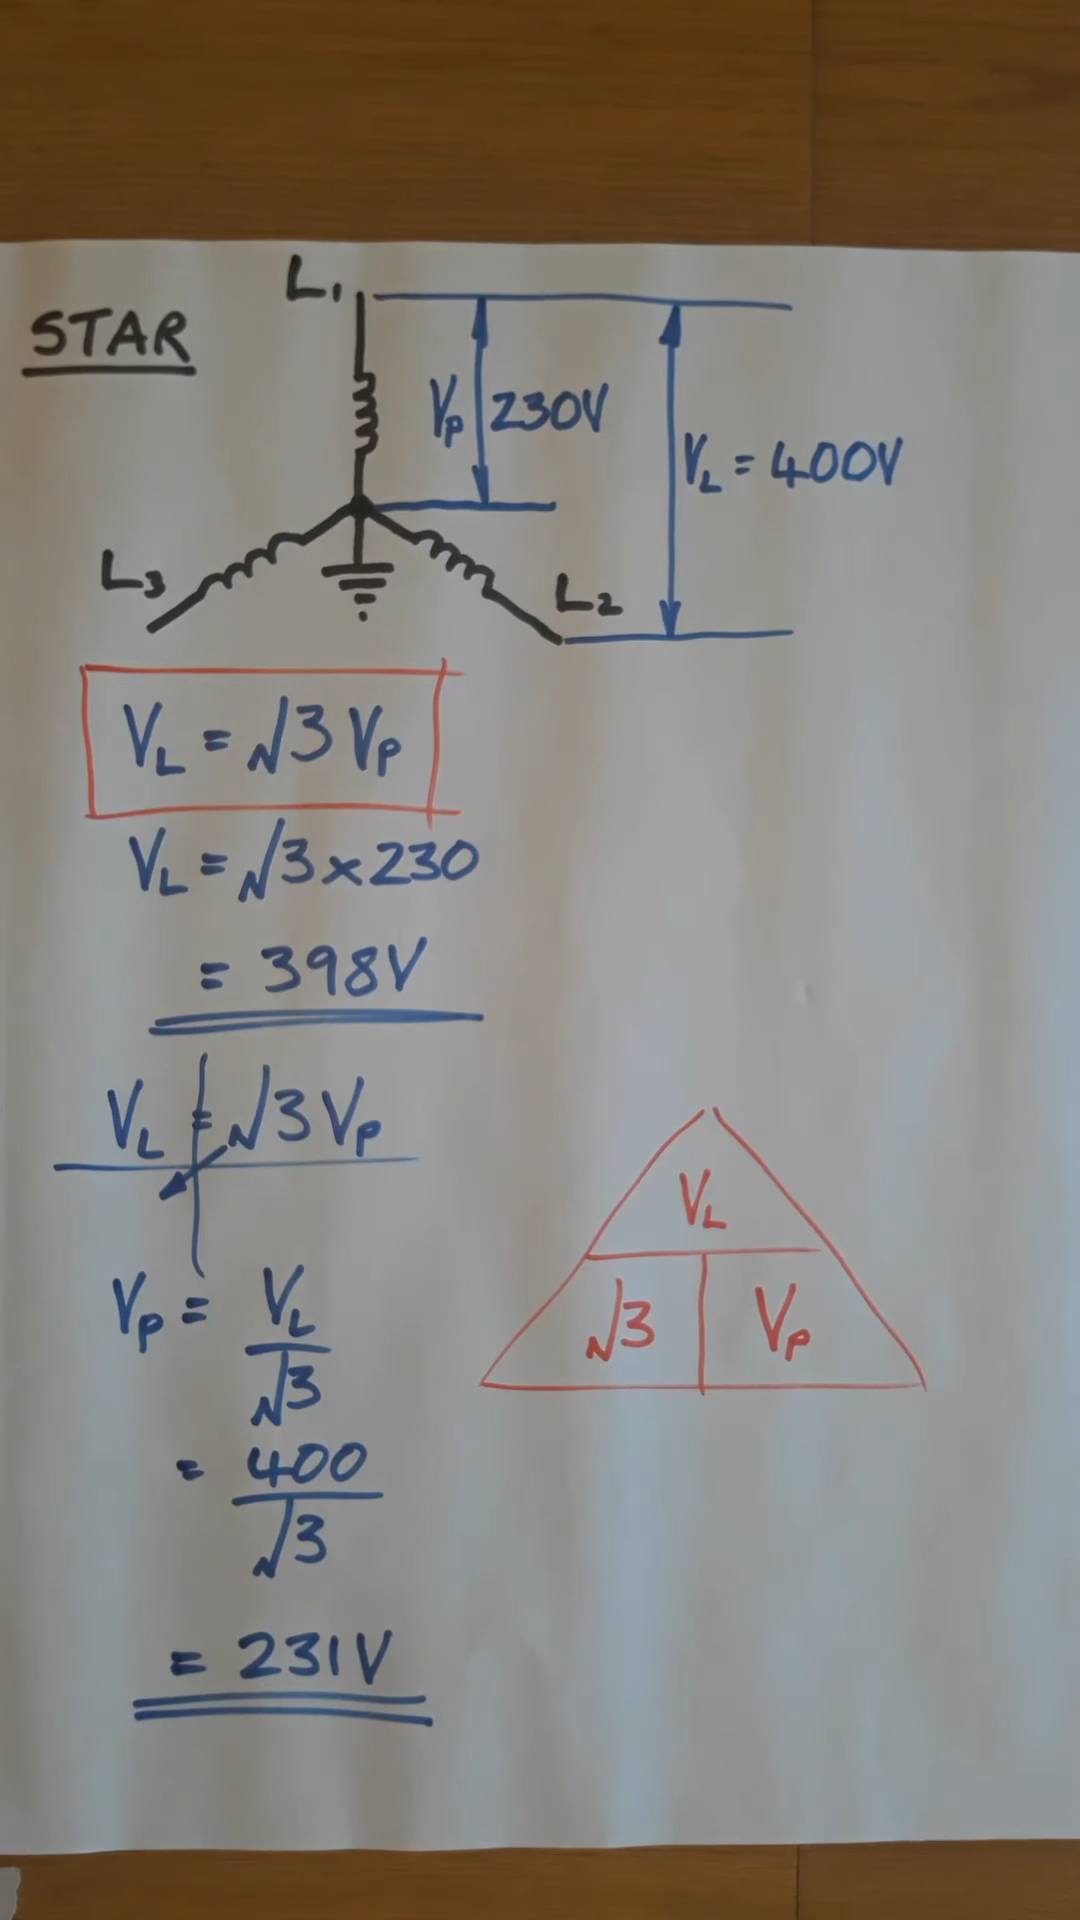 L1
STAR
Vp 230V
VL = 400V
L3
L2
VL = √3 Vp
VL = √3 x 230
= 398V
VL = √3 Vp
Vp = VL
√3
= 400
√3
= 231V
VL
√3 Vp